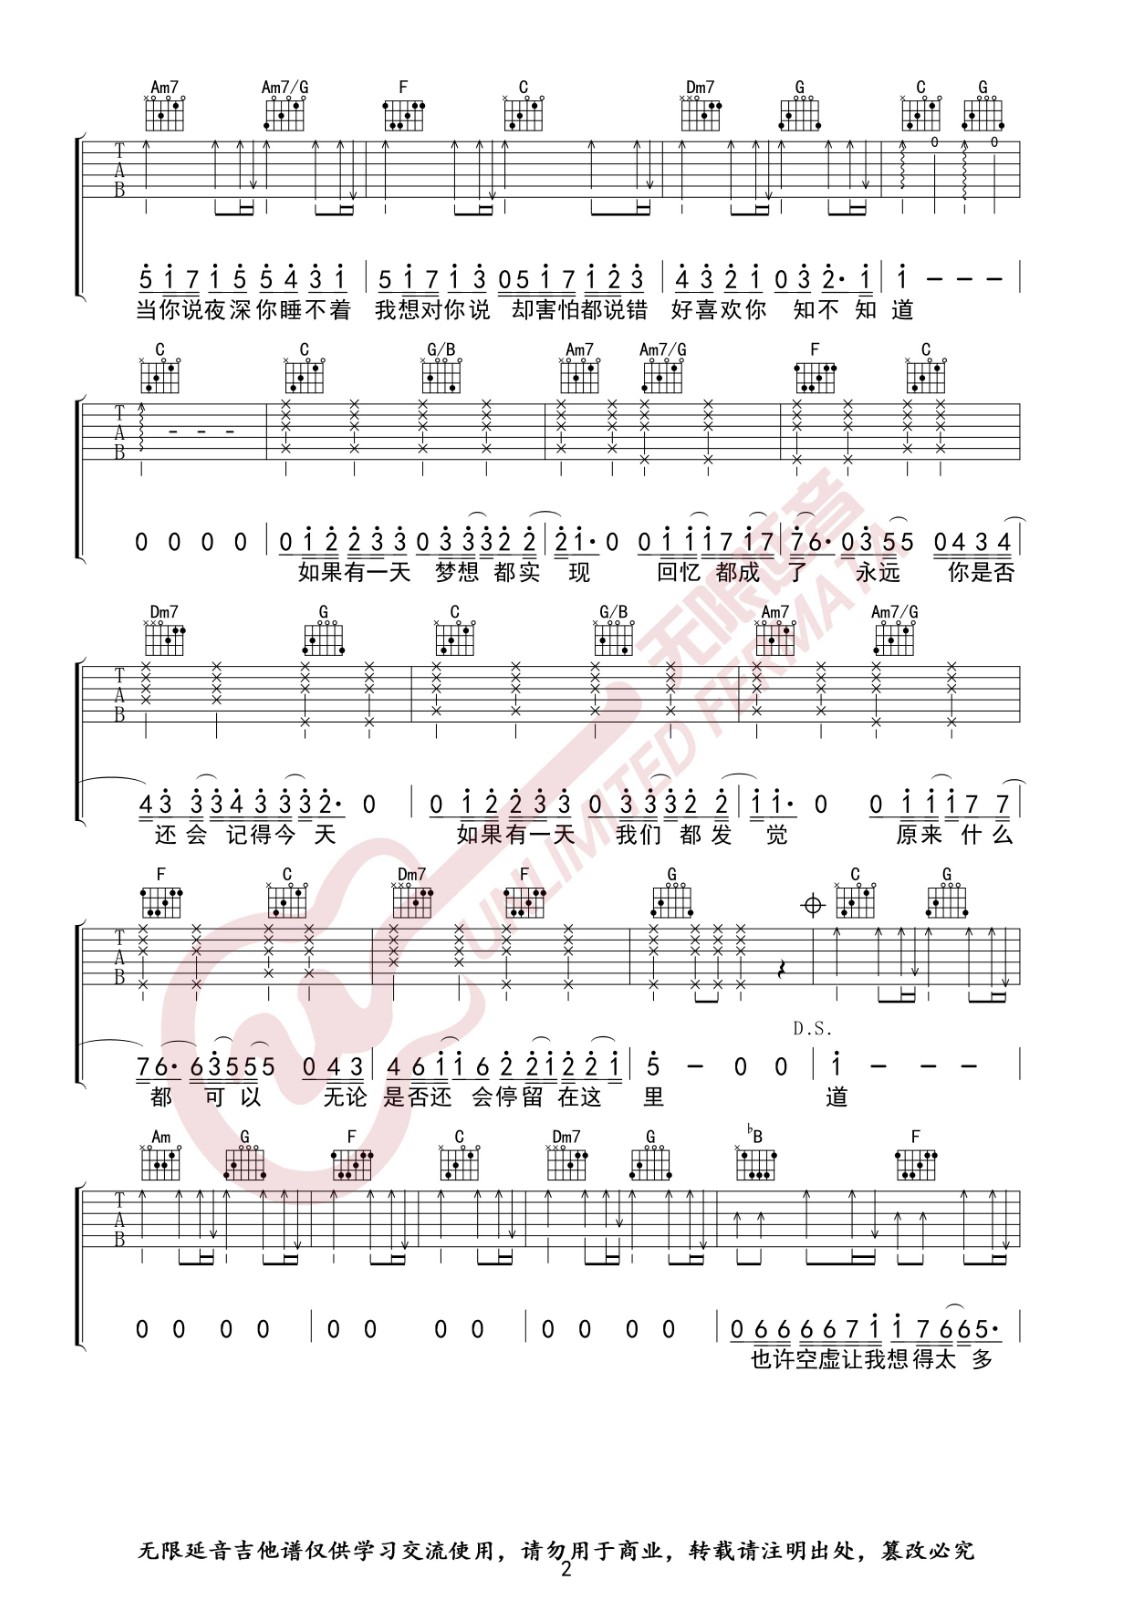 Am7 Am7/G F C Dm7 G C G
T A B
5 1 7 1 5 5 4 3 1 5 1 7 1 3 0 5 1 7 1 2 3 4 3 2 1 0 3 2· 1 1 — — —
当你说夜深你睡不着 我想对你说 却害怕都说错 好喜欢你 知不 知 道
C C G/B Am7 Am7/G F C
T A B - - -
0 0 0 0 0 1 2 2 3 3 0 3 3 3 2 2 2 1· 0 0 1 1 1 7 1 7 7 6· 0 3 5 5 0 4 3 4
如果有一天 梦想 都实 现 回忆 都成 了 永远 你是否
Dm7 G C G/B Am7 Am7/G
T A B
4 3 3 3 4 3 3 3 2· 0 0 1 2 2 3 3 0 3 3 3 2 2 1 1· 0 0 1 1 1 7 7
还会 记得今 天 如果有一天 我们 都发 觉 原来 什么
F C Dm7 F G C G
T A B
D.S.
7 6· 6 3 5 5 5 0 4 3 4 6 1 1 6 2 2 1 2 2 1 5 — 0 0 1 — — —
都 可以 无论 是否还 会停留 在这 里 道
Am G F C Dm7 G ♭B F
T A B
0 0 0 0 0 0 0 0 0 0 0 0 0 6 6 6 6 7 1 1 7 6 6 5·
也许空虚让我想得太 多
无限延音吉他谱仅供学习交流使用，请勿用于商业，转载请注明出处，篡改必究
2
无限延音
UNLIMITED FERMATA